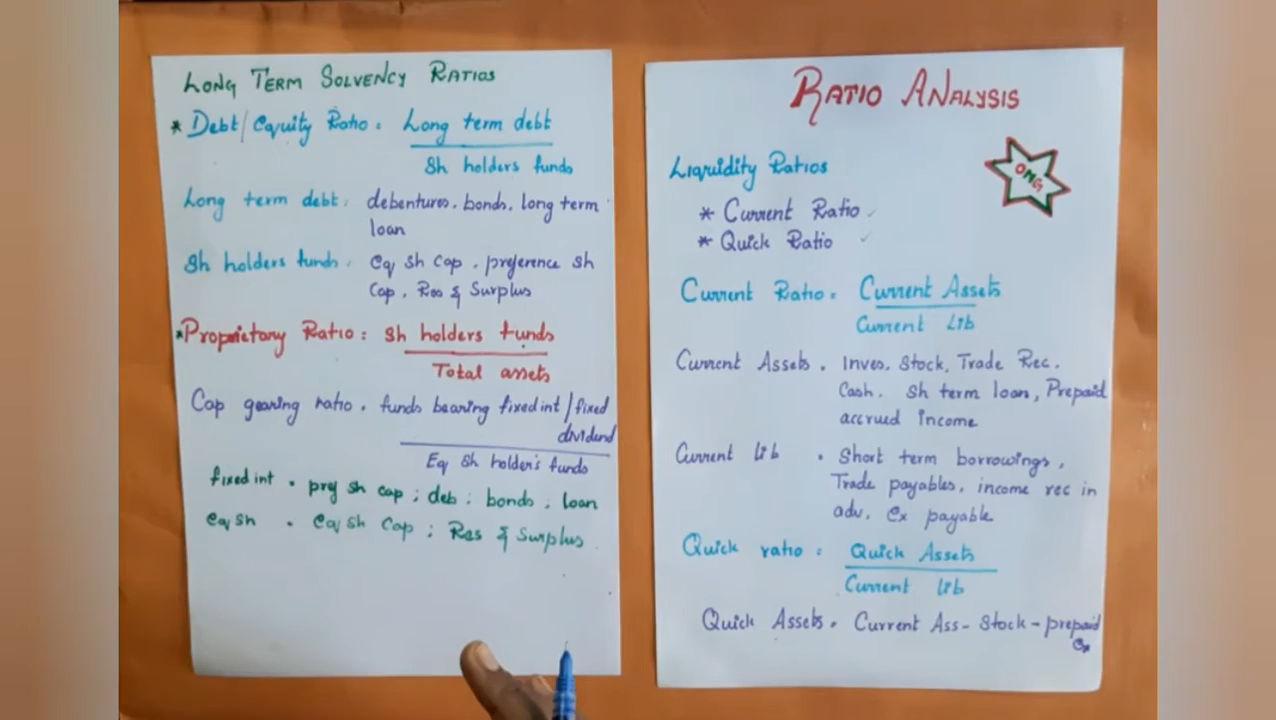 LONG TERM SOLVENCY RATIOS
* Debt/Equity Ratio = Long term debt
Sh holders funds
Long term debt = debentures, bonds, long term
loan
Sh holders funds = Eq Sh Cap, preference Sh
Cap, Res & Surplus
*Proprietary Ratio = Sh holders funds
Total assets
Cap gearing ratio = funds bearing fixed int/fixed
dividend
Eq Sh holder's funds
fixed int = pref sh cap ; deb ; bonds ; loan
Eq Sh = Eq Sh Cap ; Res & Surplus
RATIO ANALYSIS
OMG
Liquidity Ratios
* Current Ratio ✓
* Quick Ratio ✓
Current Ratio = Current Assets
Current Lib
Current Assets = Inves, Stock, Trade Rec,
Cash, Sh term loan, Prepaid
accrued Income
Current lib = Short term borrowings,
Trade payables, income rec in
adv, Ex payable
Quick ratio = Quick Assets
Current lib
Quick Assets = Current Ass - Stock - prepaid
Ex